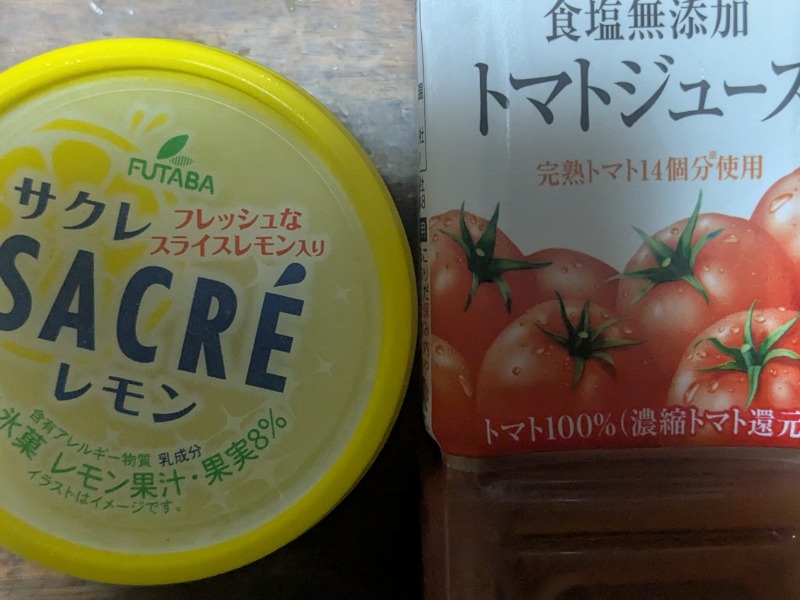 FUTABA
サクレ
フレッシュな
スライスレモン入り
SACRÉ
レモン
含有アレルギー物質 乳成分
氷菓 レモン果汁・果実8%
イラストはイメージです。
食塩無添加
トマトジュース
完熟トマト14個分※使用
トマト100%(濃縮トマト還元